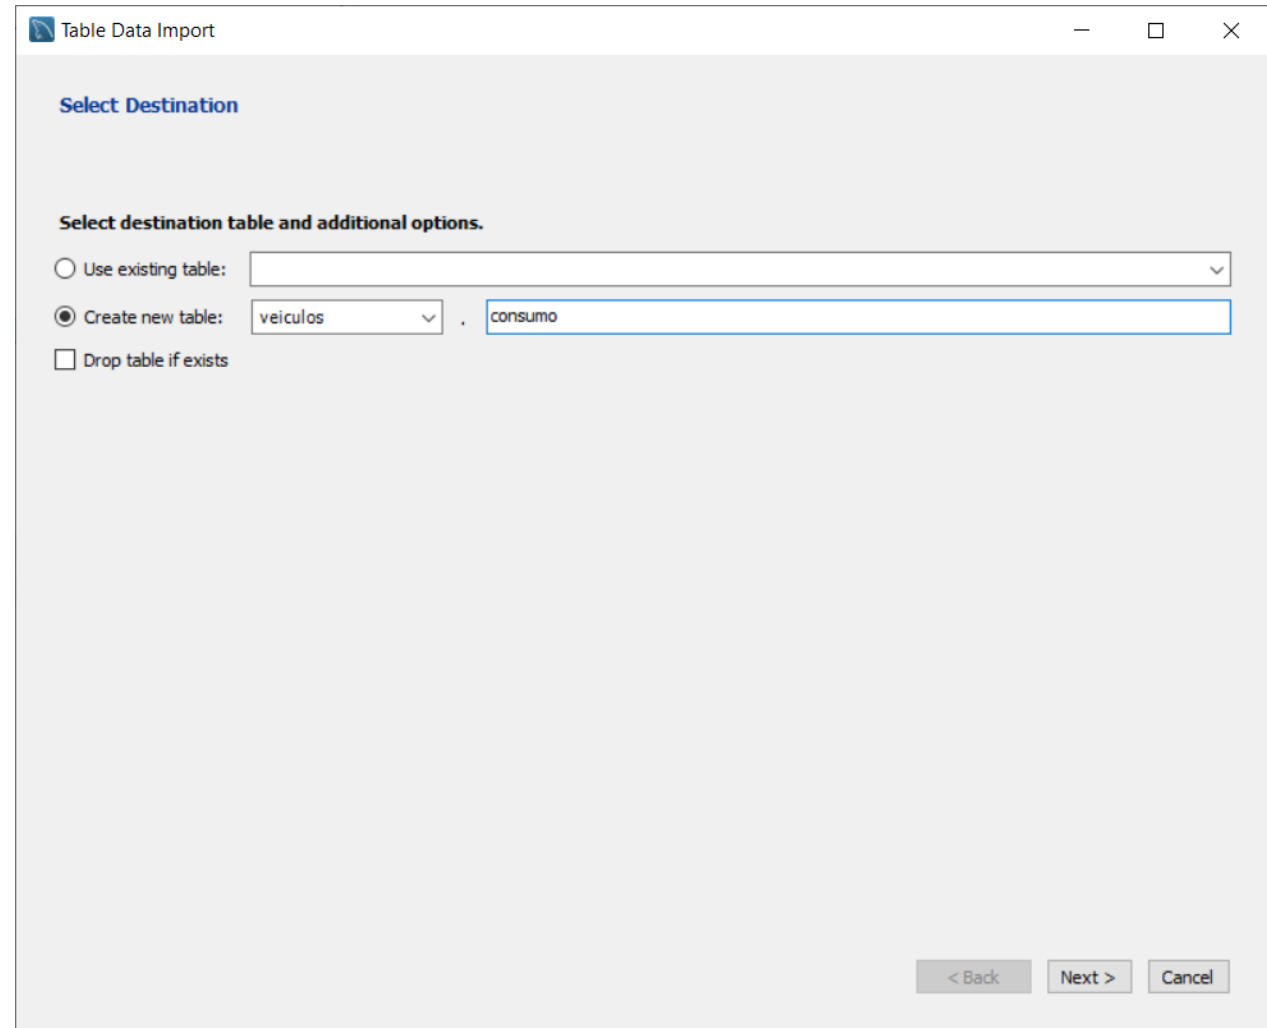 Table Data Import
Select Destination
Select destination table and additional options.
Use existing table:
Create new table: veiculos . consumo
Drop table if exists
< Back Next > Cancel